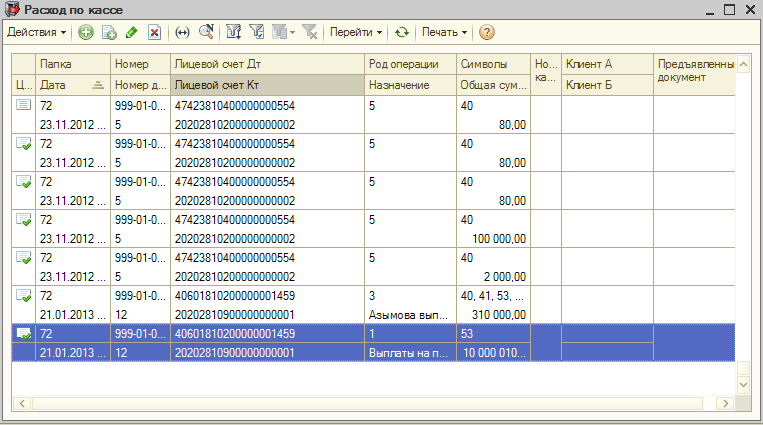 Расход по кассе
Действия Перейти Печать
Папка Номер Лицевой счет Дт Род операции Символы Но... Клиент А Предъявленны
Ц... Дата Номер д... Лицевой счет Кт Назначение Общая сум... ка... Клиент Б документ
72 999-01-0... 47423810400000000554 5 40
23.11.2012 ... 5 20202810200000000002 80,00
72 999-01-0... 47423810400000000554 5 40
23.11.2012 ... 5 20202810200000000002 80,00
72 999-01-0... 47423810400000000554 5 40
23.11.2012 ... 5 20202810200000000002 80,00
72 999-01-0... 47423810400000000554 5 40
23.11.2012 ... 5 20202810200000000002 100 000,00
72 999-01-0... 47423810400000000554 5 40
23.11.2012 ... 5 20202810200000000002 2 000,00
72 999-01-0... 40601810200000001459 3 40, 41, 53, ...
21.01.2013 ... 12 20202810900000000001 Азымова вып... 310 000,00
72 999-01-0... 40601810200000001459 1 53
21.01.2013 ... 12 20202810900000000001 Выплаты на п... 10 000 010...